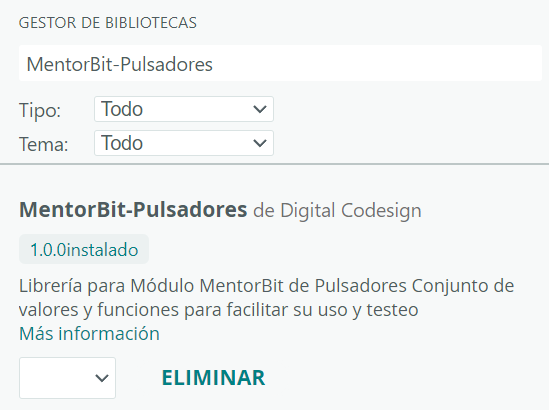 GESTOR DE BIBLIOTECAS
MentorBit-Pulsadores
Tipo: Todo
Tema: Todo
MentorBit-Pulsadores de Digital Codesign
1.0.0instalado
Librería para Módulo MentorBit de Pulsadores Conjunto de
valores y funciones para facilitar su uso y testeo
Más información
ELIMINAR